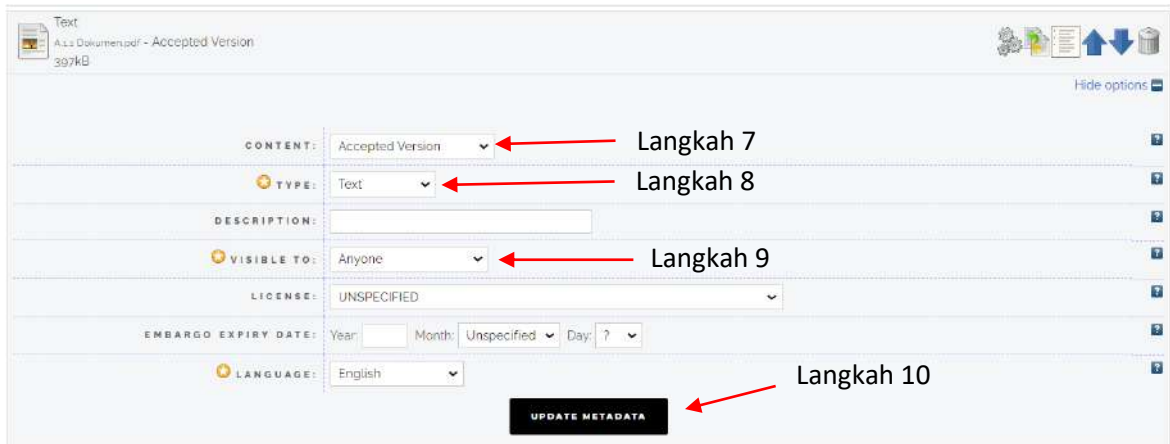 Text
A.1.1 Dokumen.pdf - Accepted Version
397kB
Hide options
CONTENT: Accepted Version Langkah 7
TYPE: Text Langkah 8
DESCRIPTION:
VISIBLE TO: Anyone Langkah 9
LICENSE: UNSPECIFIED
EMBARGO EXPIRY DATE: Year: Month: Unspecified Day: ?
LANGUAGE: English
Langkah 10
UPDATE METADATA